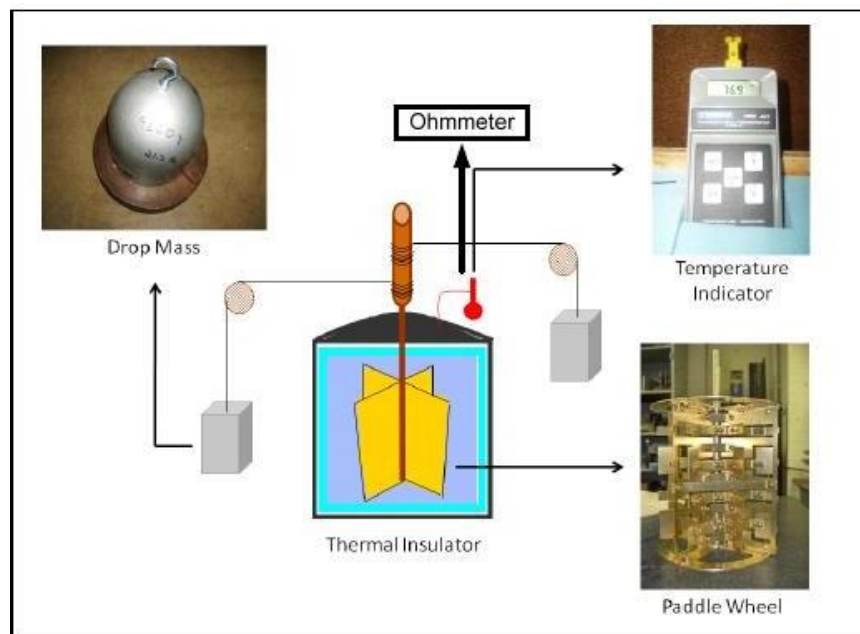 Ohmmeter
Drop Mass
Temperature
Indicator
Thermal Insulator
Paddle Wheel